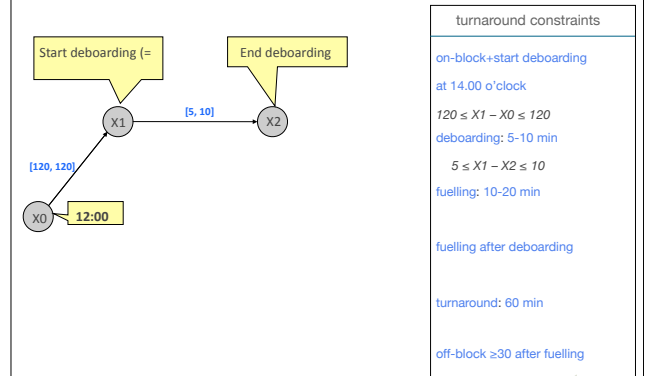 turnaround constraints
Start deboarding (=
End deboarding
on-block+start deboarding
at 14.00 o'clock
120 ≤ X1 – X0 ≤ 120
deboarding: 5-10 min
5 ≤ X1 – X2 ≤ 10
fuelling: 10-20 min
fuelling after deboarding
turnaround: 60 min
off-block ≥30 after fuelling
X1
[5, 10]
X2
[120, 120]
X0
12:00